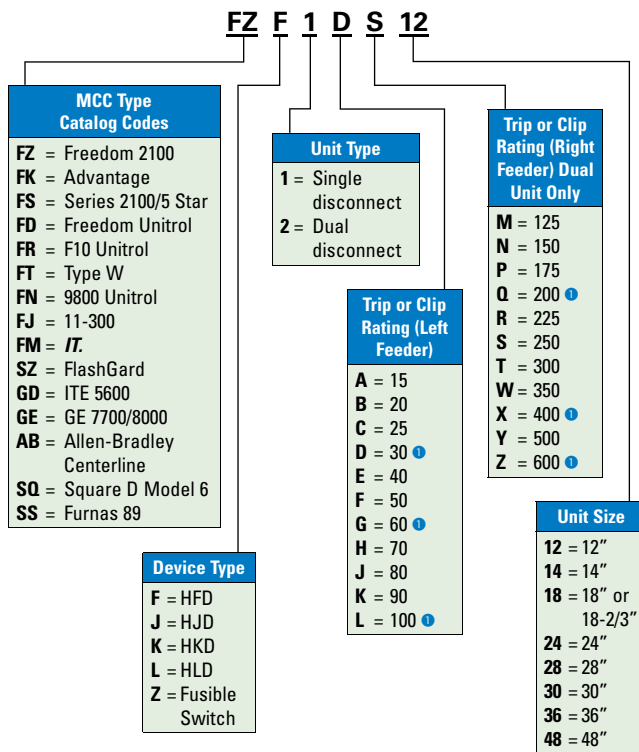 FZ F 1 D S 12
MCC Type
Catalog Codes
FZ = Freedom 2100
FK = Advantage
FS = Series 2100/5 Star
FD = Freedom Unitrol
FR = F10 Unitrol
FT = Type W
FN = 9800 Unitrol
FJ = 11-300
FM = IT.
SZ = FlashGard
GD = ITE 5600
GE = GE 7700/8000
AB = Allen-Bradley
Centerline
SQ = Square D Model 6
SS = Furnas 89
Device Type
F = HFD
J = HJD
K = HKD
L = HLD
Z = Fusible
Switch
Unit Type
1 = Single
disconnect
2 = Dual
disconnect
Trip or Clip
Rating (Left
Feeder)
A = 15
B = 20
C = 25
D = 30 ❶
E = 40
F = 50
G = 60 ❶
H = 70
J = 80
K = 90
L = 100 ❶
Trip or Clip
Rating (Right
Feeder) Dual
Unit Only
M = 125
N = 150
P = 175
Q = 200 ❶
R = 225
S = 250
T = 300
W = 350
X = 400 ❶
Y = 500
Z = 600 ❶
Unit Size
12 = 12″
14 = 14″
18 = 18″ or
18-2/3″
24 = 24″
28 = 28″
30 = 30″
36 = 36″
48 = 48″